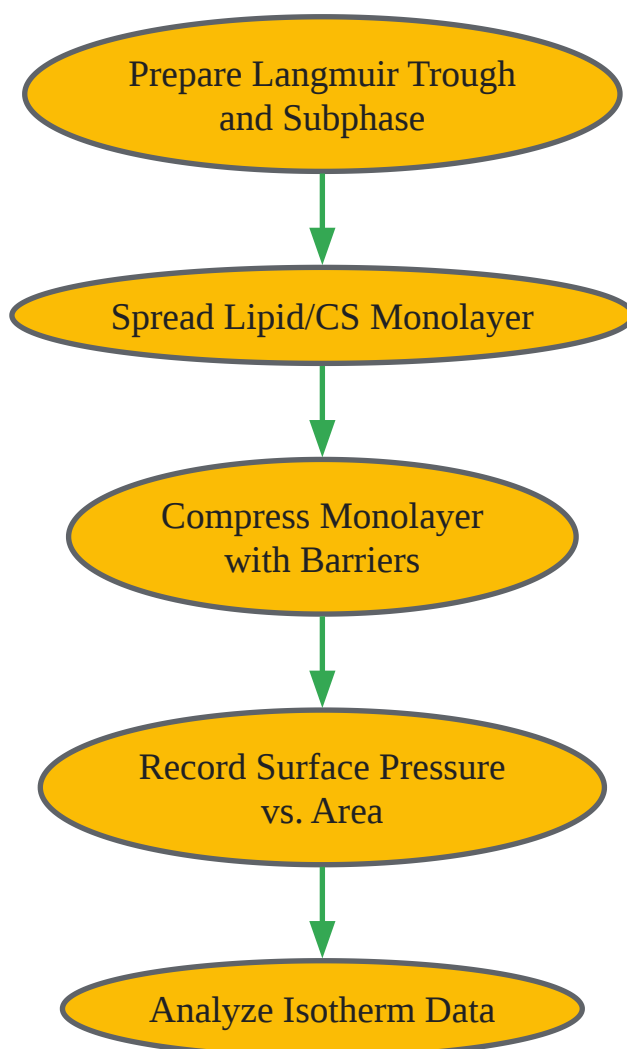 Prepare Langmuir Trough
and Subphase
Spread Lipid/CS Monolayer
Compress Monolayer
with Barriers
Record Surface Pressure
vs. Area
Analyze Isotherm Data